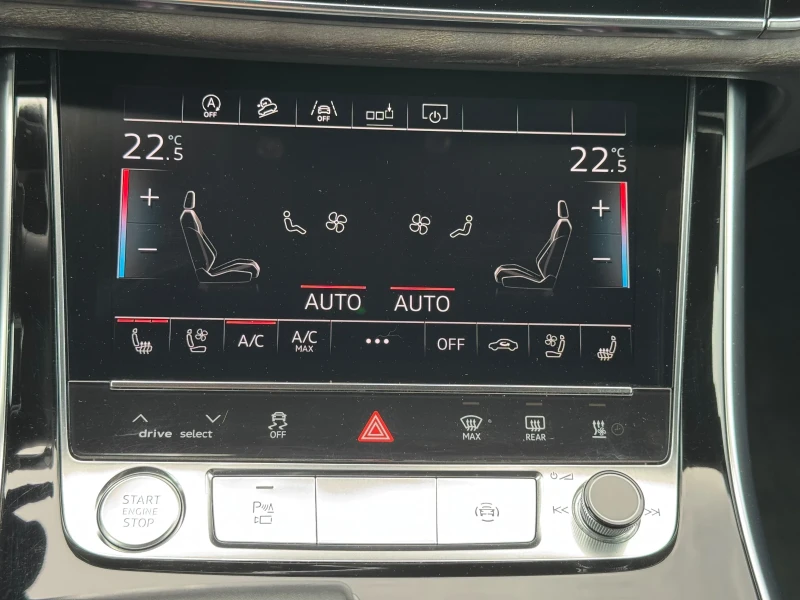 A OFF OFF
22.5 °C 22.5 °C
+ +
− −
AUTO AUTO
A/C A/C MAX ••• OFF
drive select OFF MAX REAR
START ENGINE STOP P